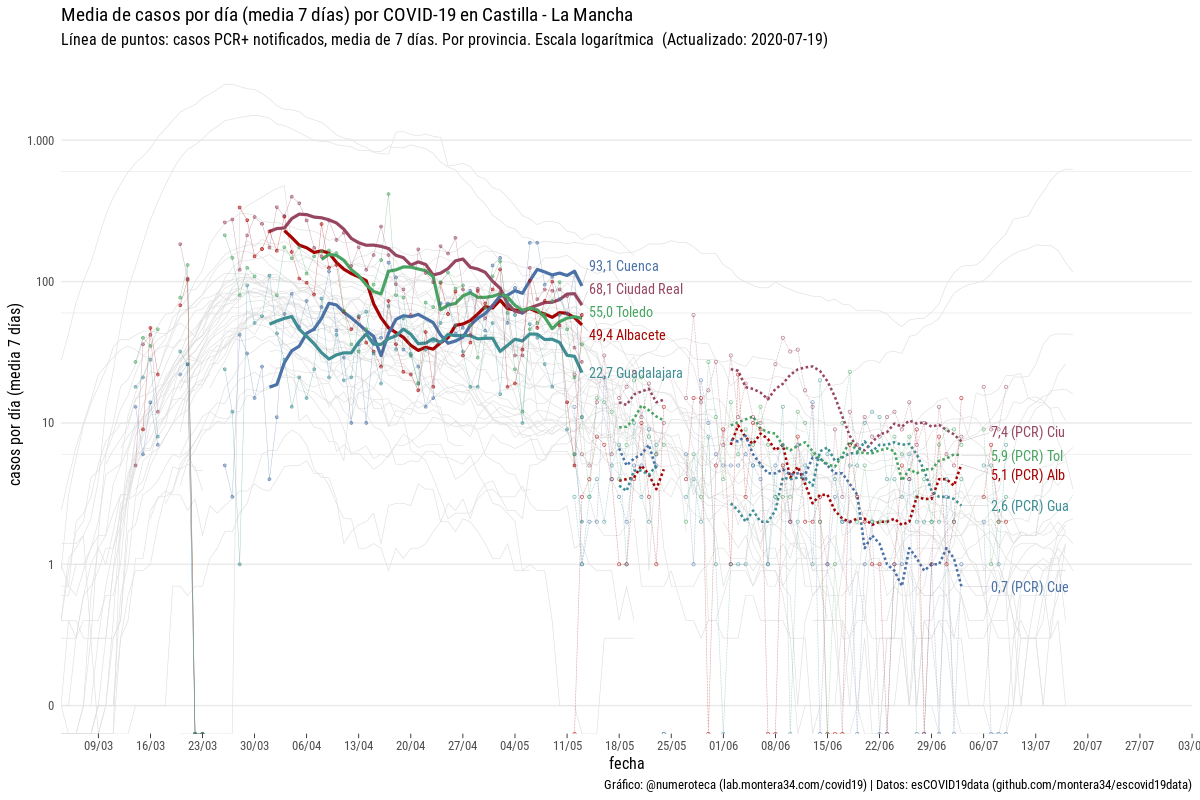 Media de casos por día (media 7 días) por COVID-19 en Castilla - La Mancha
Línea de puntos: casos PCR+ notificados, media de 7 días. Por provincia. Escala logarítmica  (Actualizado: 2020-07-19)
casos por día (media 7 días)
1.000
100
10
1
0
93,1 Cuenca
68,1 Ciudad Real
55,0 Toledo
49,4 Albacete
22,7 Guadalajara
7,4 (PCR) Ciu
5,9 (PCR) Tol
5,1 (PCR) Alb
2,6 (PCR) Gua
0,7 (PCR) Cue
09/03 16/03 23/03 30/03 06/04 13/04 20/04 27/04 04/05 11/05 18/05 25/05 01/06 08/06 15/06 22/06 29/06 06/07 13/07 20/07 27/07 03/0
fecha
Gráfico: @numeroteca (lab.montera34.com/covid19) | Datos: esCOVID19data (github.com/montera34/escovid19data)